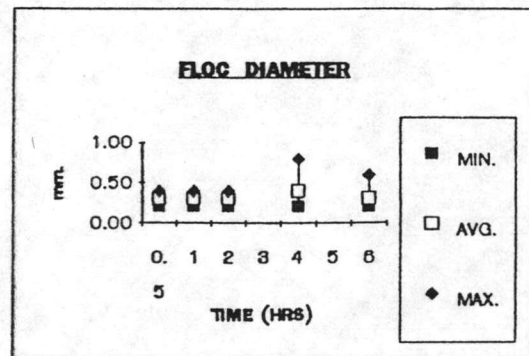 FLOC DIAMETER
1.00
0.50
0.00
mm.
0.5 1 2 3 4 5 6
TIME (HRS)
MIN.
AVG.
MAX.